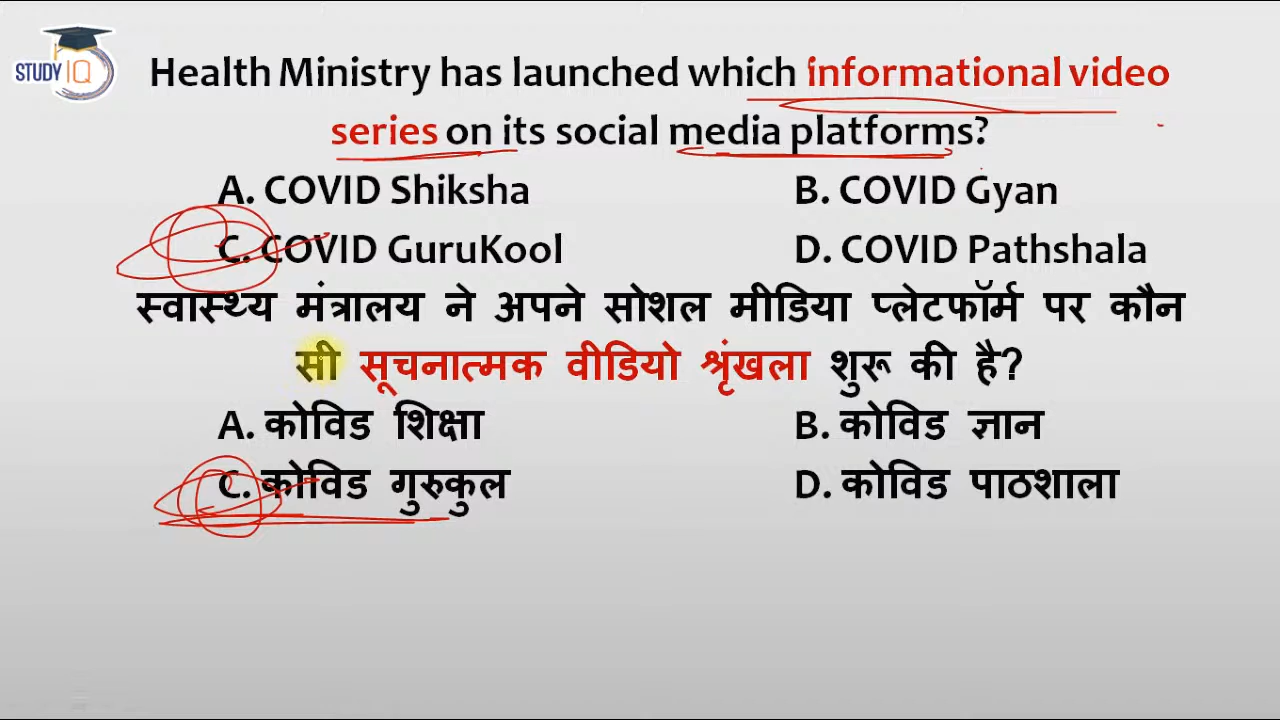 STUDY IQ
Health Ministry has launched which informational video
series on its social media platforms?
A. COVID Shiksha B. COVID Gyan
C. COVID GuruKool D. COVID Pathshala
स्वास्थ्य मंत्रालय ने अपने सोशल मीडिया प्लेटफॉर्म पर कौन
सी सूचनात्मक वीडियो श्रृंखला शुरू की है?
A. कोविड शिक्षा B. कोविड ज्ञान
C. कोविड गुरुकुल D. कोविड पाठशाला